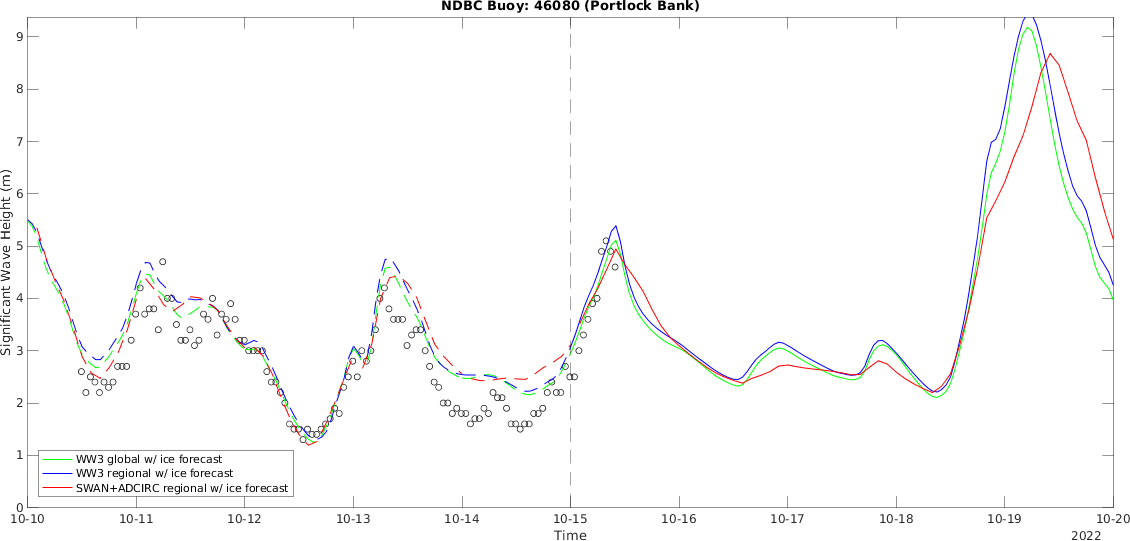 NDBC Buoy: 46080 (Portlock Bank)
Significant Wave Height (m)
9
8
7
6
5
4
3
2
1
0
WW3 global w/ ice forecast
WW3 regional w/ ice forecast
SWAN+ADCIRC regional w/ ice forecast
10-10 10-11 10-12 10-13 10-14 10-15 10-16 10-17 10-18 10-19 10-20
Time
2022